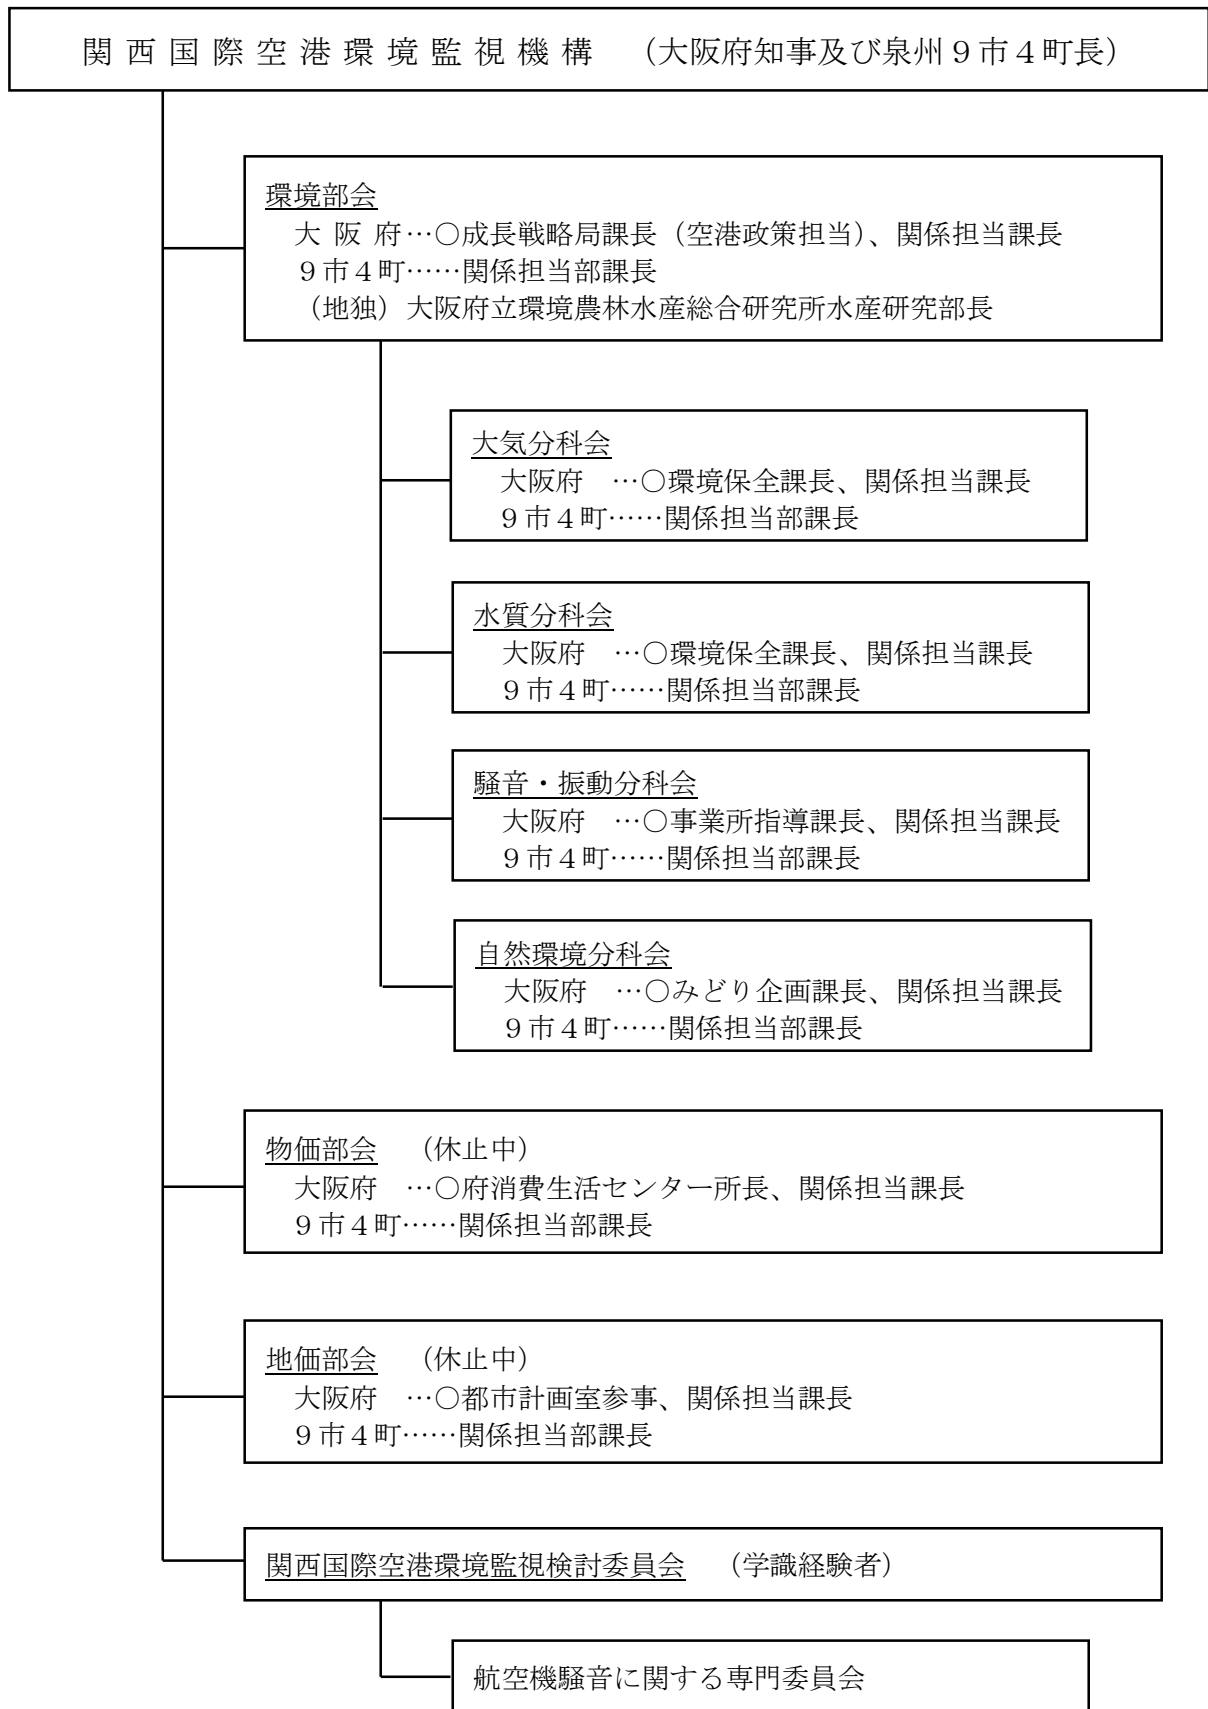 関西国際空港環境監視機構　（大阪府知事及び泉州９市４町長）
環境部会
大 阪 府…○成長戦略局課長（空港政策担当）、関係担当課長
９市４町……関係担当部課長
（地独）大阪府立環境農林水産総合研究所水産研究部長
大気分科会
大阪府　…○環境保全課長、関係担当課長
９市４町……関係担当部課長
水質分科会
大阪府　…○環境保全課長、関係担当課長
９市４町……関係担当部課長
騒音・振動分科会
大阪府　…○事業所指導課長、関係担当課長
９市４町……関係担当部課長
自然環境分科会
大阪府　…○みどり企画課長、関係担当課長
９市４町……関係担当部課長
物価部会　（休止中）
大阪府　…○府消費生活センター所長、関係担当課長
９市４町……関係担当部課長
地価部会　（休止中）
大阪府　…○都市計画室参事、関係担当課長
９市４町……関係担当部課長
関西国際空港環境監視検討委員会　（学識経験者）
航空機騒音に関する専門委員会